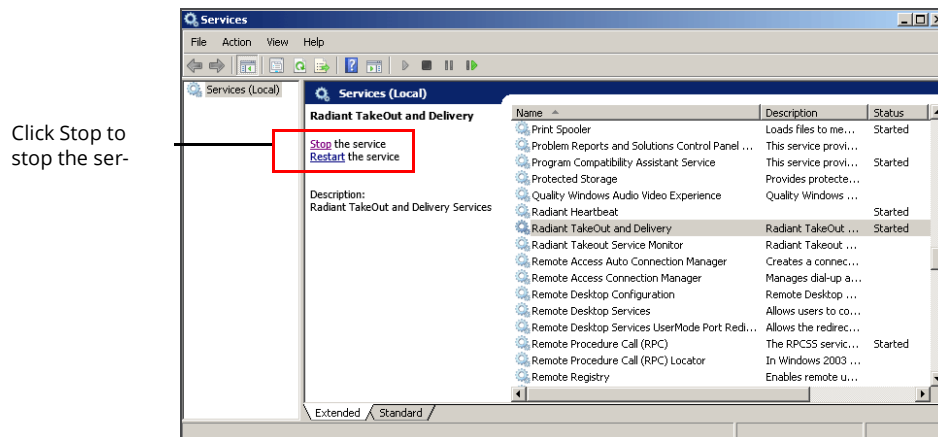 Services
File Action View Help
Services (Local)
Services (Local)
Click Stop to
stop the ser-
Radiant TakeOut and Delivery
Stop the service
Restart the service
Description:
Radiant TakeOut and Delivery Services
Name Description Status
Print Spooler Loads files to me... Started
Problem Reports and Solutions Control Panel ... This service provi...
Program Compatibility Assistant Service This service provi... Started
Protected Storage Provides protecte...
Quality Windows Audio Video Experience Quality Windows ...
Radiant Heartbeat Started
Radiant TakeOut and Delivery Radiant TakeOut ... Started
Radiant Takeout Service Monitor Radiant Takeout ...
Remote Access Auto Connection Manager Creates a connec...
Remote Access Connection Manager Manages dial-up a...
Remote Desktop Configuration Remote Desktop ...
Remote Desktop Services Allows users to co...
Remote Desktop Services UserMode Port Redi... Allows the redirec...
Remote Procedure Call (RPC) The RPCSS servic... Started
Remote Procedure Call (RPC) Locator In Windows 2003 ...
Remote Registry Enables remote u...
Extended Standard